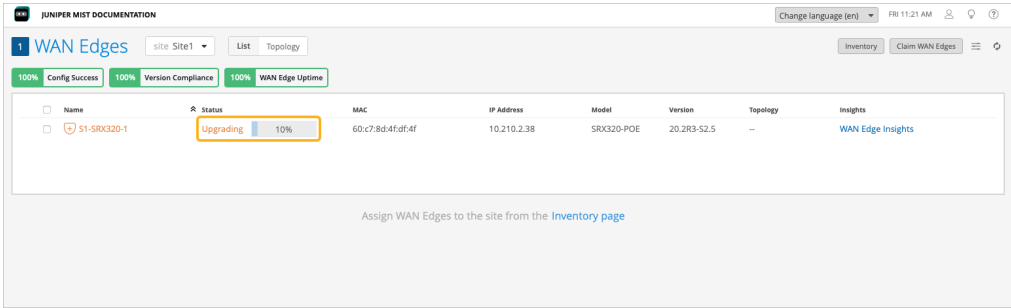 JUNIPER MIST DOCUMENTATION
Change language (en)
FRI 11:21 AM
1 WAN Edges
site Site1
List Topology
Inventory
Claim WAN Edges
100% Config Success
100% Version Compliance
100% WAN Edge Uptime
Name Status MAC IP Address Model Version Topology Insights
S1-SRX320-1 Upgrading 10% 60:c7:8d:4f:df:4f 10.210.2.38 SRX320-POE 20.2R3-S2.5 -- WAN Edge Insights
Assign WAN Edges to the site from the Inventory page